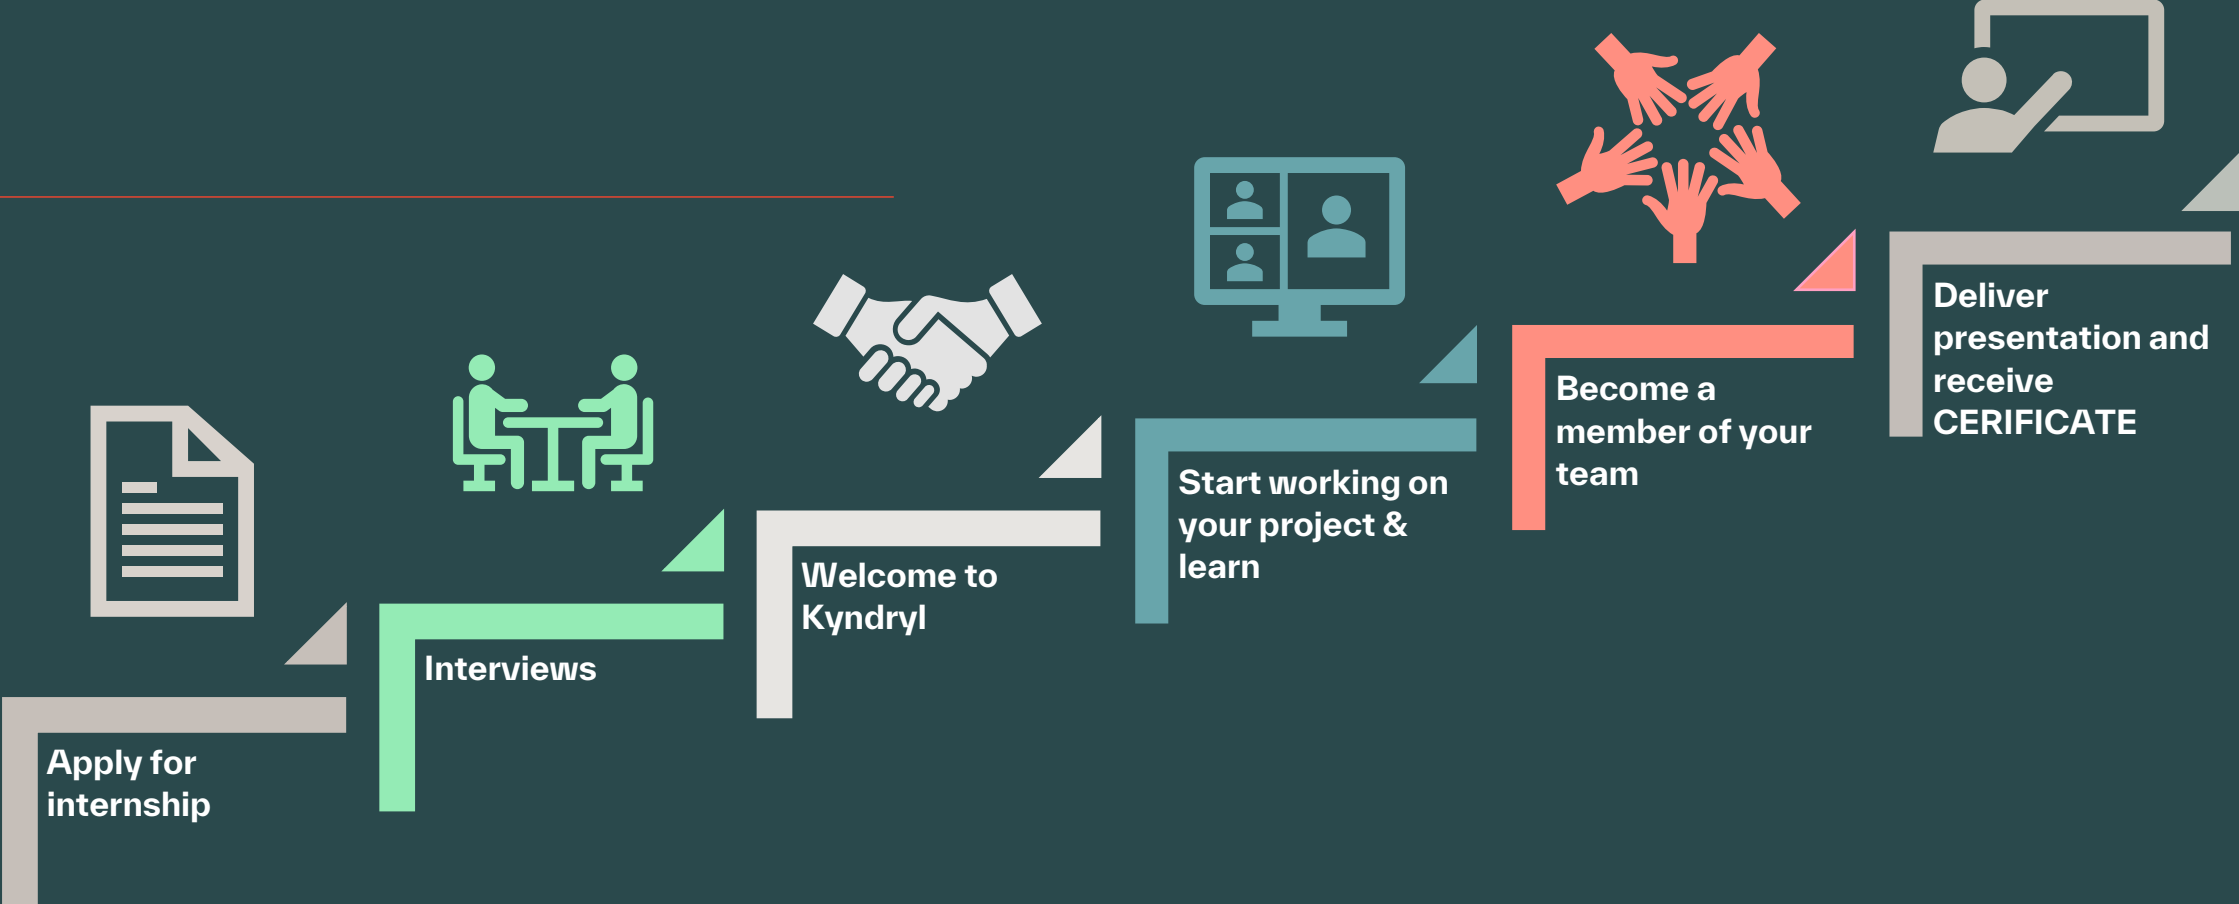 Apply for
internship
Interviews
Welcome to
Kyndryl
Start working on
your project &
learn
Become a
member of your
team
Deliver
presentation and
receive
CERIFICATE